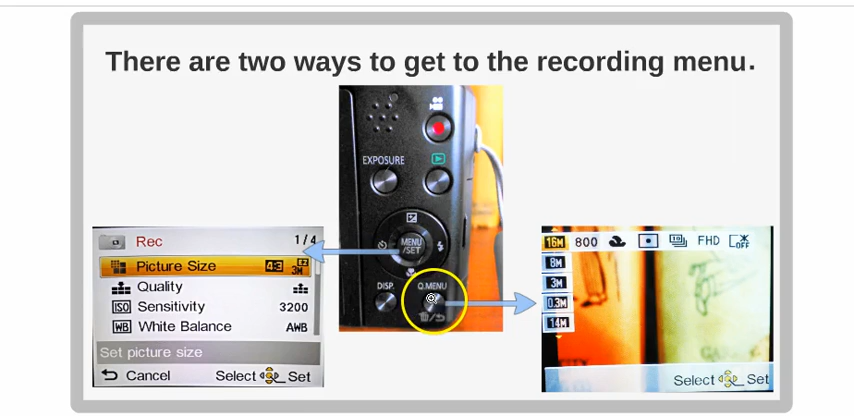 There are two ways to get to the recording menu.
EXPOSURE
MENU
/SET
DISP.
Q.MENU
Rec 1/4
Picture Size 4:3 EZ 3M
Quality
ISO Sensitivity 3200
WB White Balance AWB
Set picture size
Cancel Select Set
16M 800 FHD OFF
8M
3M
0.3M
14M
Select Set